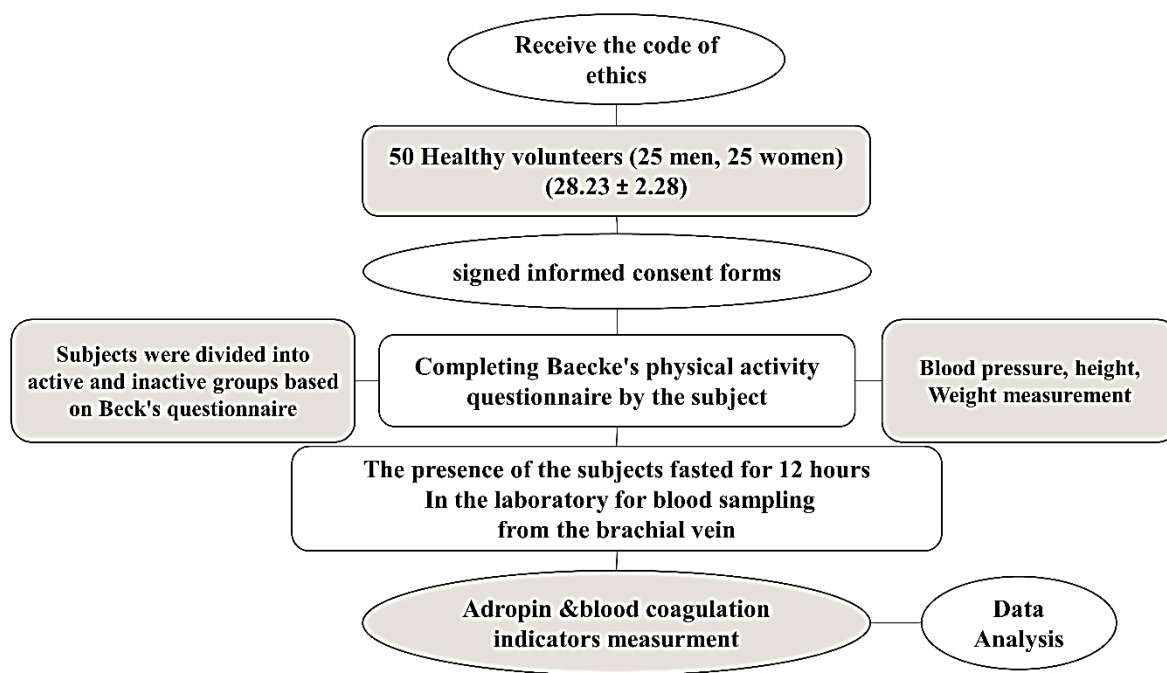 Receive the code of
ethics
50 Healthy volunteers (25 men, 25 women)
(28.23 ± 2.28)
signed informed consent forms
Subjects were divided into
active and inactive groups based
on Beck's questionnaire
Completing Baecke's physical activity
questionnaire by the subject
Blood pressure, height,
Weight measurement
The presence of the subjects fasted for 12 hours
In the laboratory for blood sampling
from the brachial vein
Adropin &blood coagulation
indicators measurment
Data
Analysis